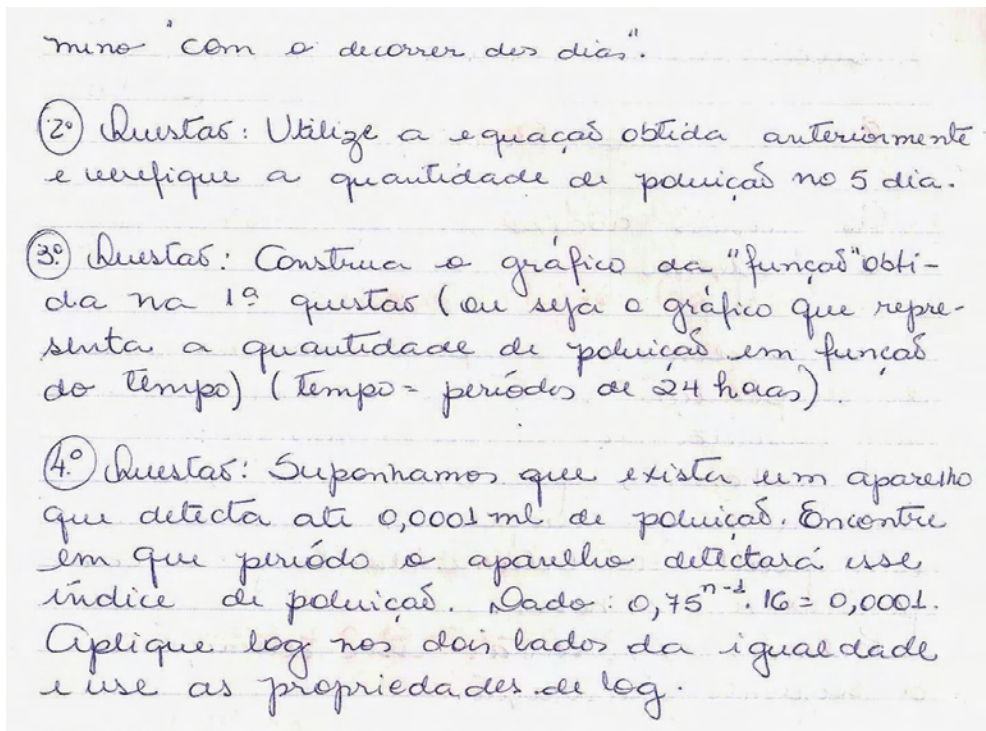 mino "com o decorrer dos dias".
2º Questão: Utilize a equação obtida anteriormente
e verifique a quantidade de poluição no 5 dia.
3º Questão: Construa o gráfico da "função" obti-
da na 1ª questão (ou seja o gráfico que repre-
senta a quantidade de poluição em função
do tempo) (tempo = períodos de 24 horas).
4º Questão: Suponhamos que exista um aparelho
que detecta até 0,0001 ml de poluição. Encontre
em que período o aparelho detectará esse
índice de poluição. Dado: 0,75ⁿ⁻¹. 16 = 0,0001.
Aplique log nos dois lados da igualdade
e use as propriedades de log.